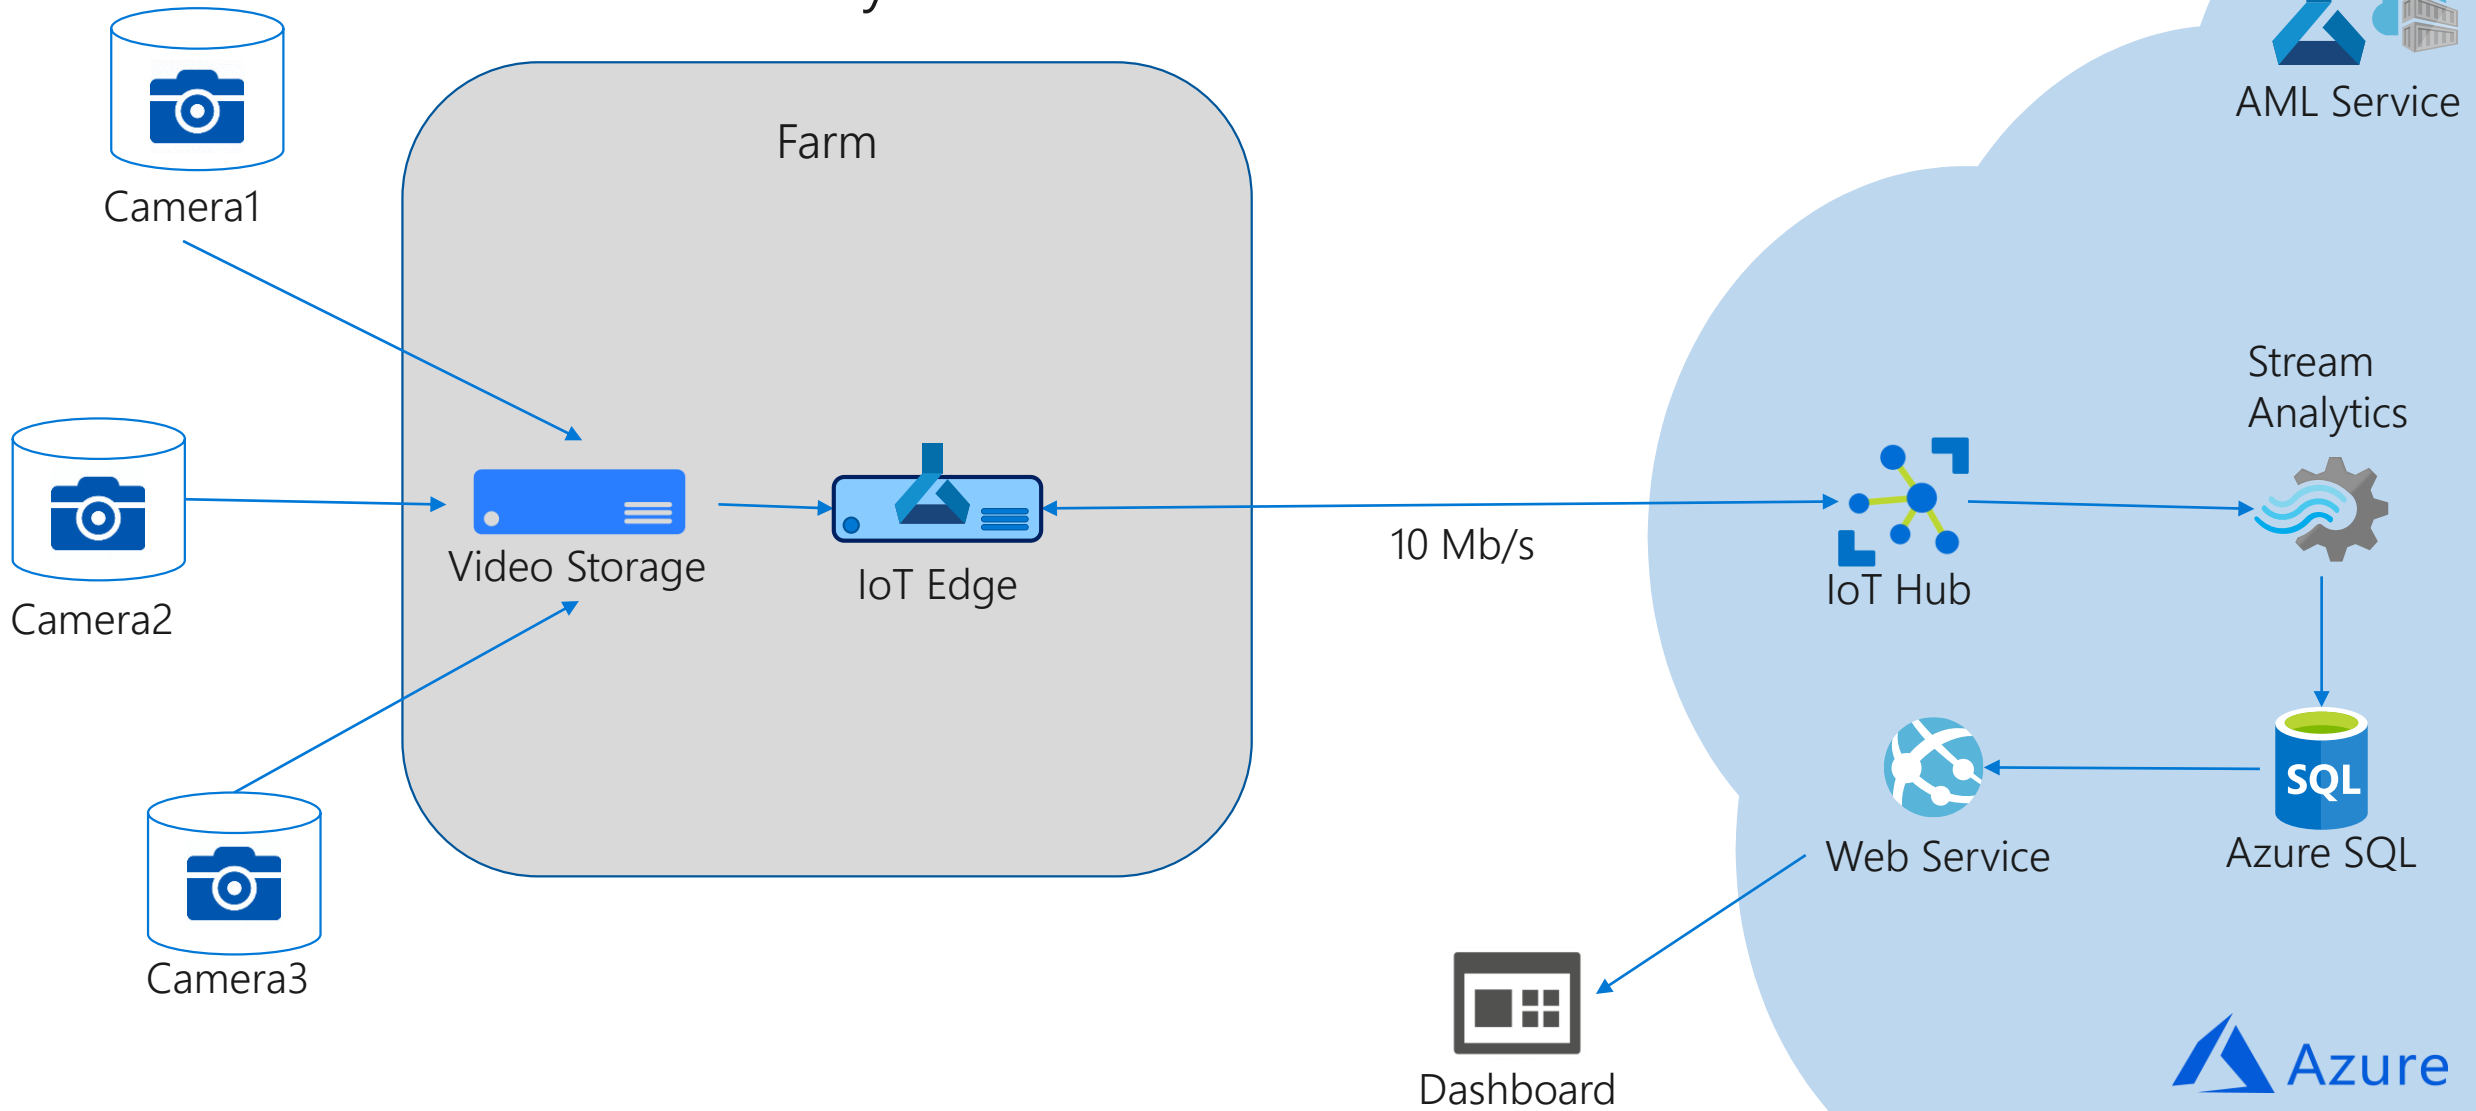 AML Service
Farm
Camera1
Stream
Analytics
10 Mb/s
Video Storage
IoT Edge
IoT Hub
Camera2
SQL
Web Service
Azure SQL
Camera3
Dashboard
Azure